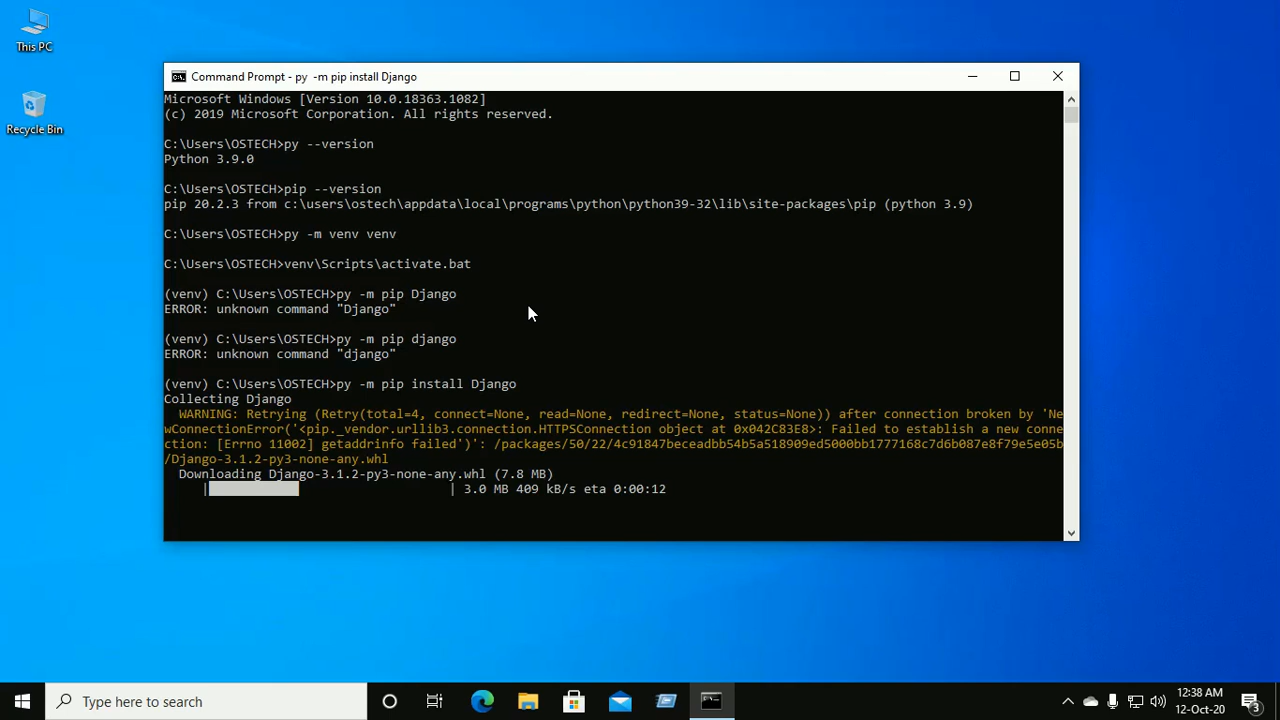 This PC
Recycle Bin
Command Prompt - py  -m pip install Django
Microsoft Windows [Version 10.0.18363.1082]
(c) 2019 Microsoft Corporation. All rights reserved.
C:\Users\OSTECH>py --version
Python 3.9.0
C:\Users\OSTECH>pip --version
pip 20.2.3 from c:\users\ostech\appdata\local\programs\python\python39-32\lib\site-packages\pip (python 3.9)
C:\Users\OSTECH>py -m venv venv
C:\Users\OSTECH>venv\Scripts\activate.bat
(venv) C:\Users\OSTECH>py -m pip Django
ERROR: unknown command "Django"
(venv) C:\Users\OSTECH>py -m pip django
ERROR: unknown command "django"
(venv) C:\Users\OSTECH>py -m pip install Django
Collecting Django
  WARNING: Retrying (Retry(total=4, connect=None, read=None, redirect=None, status=None)) after connection broken by 'Ne
wConnectionError('<pip._vendor.urllib3.connection.HTTPSConnection object at 0x042C83E8>: Failed to establish a new conne
ction: [Errno 11002] getaddrinfo failed')': /packages/50/22/4c91847beceadbb54b5a518909ed5000bb1777168c7d6b087e8f79e5e05b
/Django-3.1.2-py3-none-any.whl
  Downloading Django-3.1.2-py3-none-any.whl (7.8 MB)
| | 3.0 MB 409 kB/s eta 0:00:12
Type here to search
12:38 AM
12-Oct-20
3